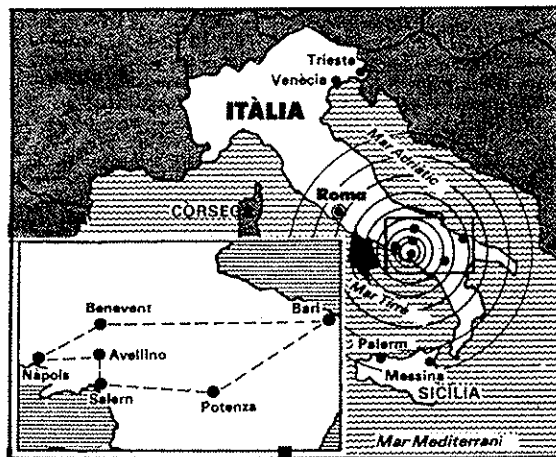 Trieste
Venècia
ITÀLIA
Mar Adriàtic
Roma
CÒRSEGA
Mar Tirrè
Palerm
Messina
SICÍLIA
Mar Mediterrani
Benevent
Bari
Nàpols
Avellino
Salern
Potenza